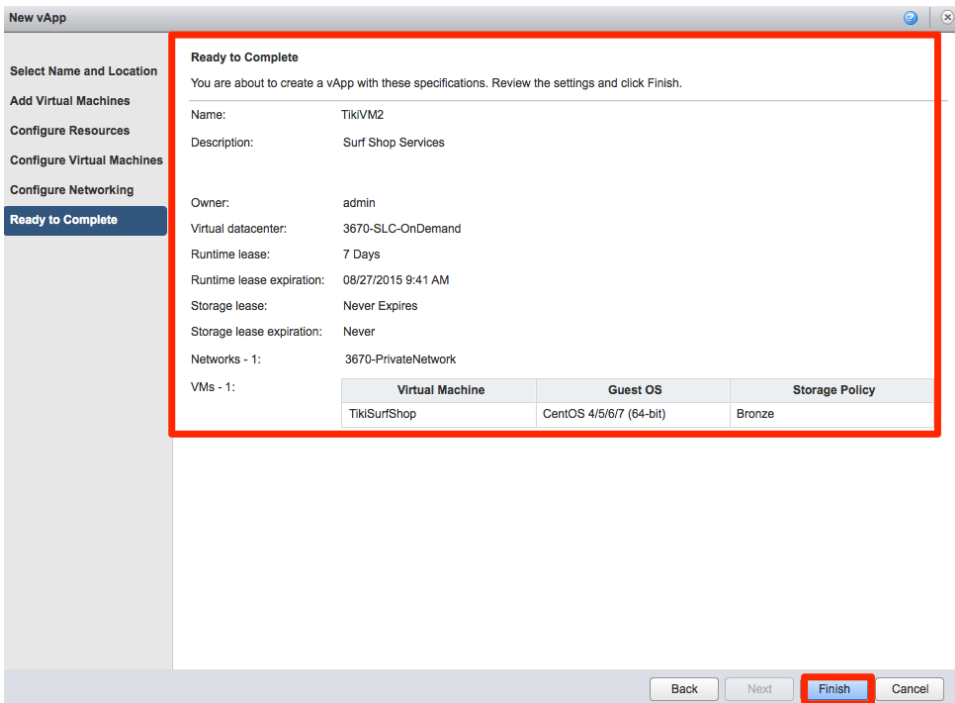 New vApp
Select Name and Location
Add Virtual Machines
Configure Resources
Configure Virtual Machines
Configure Networking
Ready to Complete
Ready to Complete
You are about to create a vApp with these specifications. Review the settings and click Finish.
Name: TikiVM2
Description: Surf Shop Services
Owner: admin
Virtual datacenter: 3670-SLC-OnDemand
Runtime lease: 7 Days
Runtime lease expiration: 08/27/2015 9:41 AM
Storage lease: Never Expires
Storage lease expiration: Never
Networks - 1: 3670-PrivateNetwork
VMs - 1:
Virtual Machine Guest OS Storage Policy
TikiSurfShop CentOS 4/5/6/7 (64-bit) Bronze
Back Next Finish Cancel